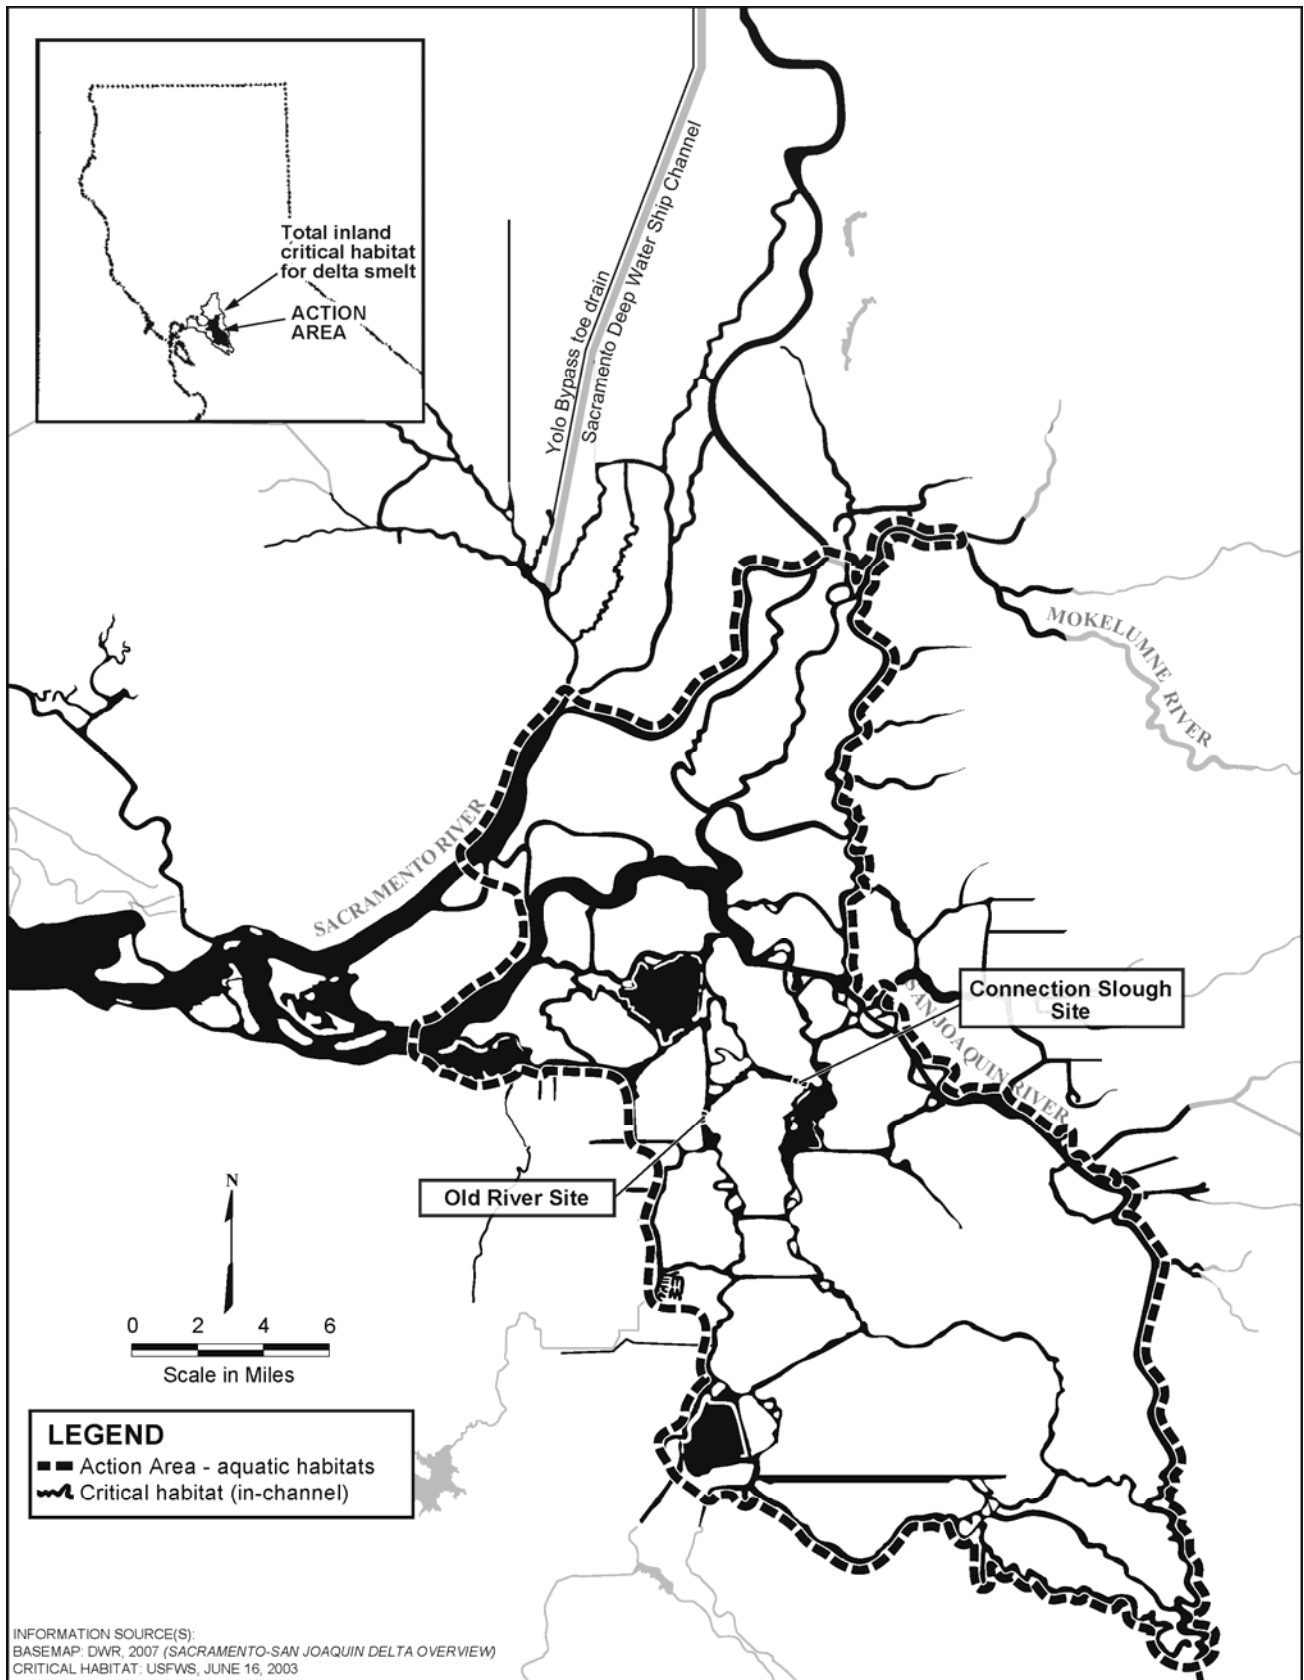 Total inland
critical habitat
for delta smelt
ACTION
AREA
Yolo Bypass toe drain
Sacramento Deep Water Ship Channel
MOKELUMNE RIVER
SACRAMENTO RIVER
SAN JOAQUIN RIVER
Connection Slough
Site
Old River Site
N
0 2 4 6
Scale in Miles
LEGEND
Action Area - aquatic habitats
Critical habitat (in-channel)
INFORMATION SOURCE(S):
BASEMAP: DWR, 2007 (SACRAMENTO-SAN JOAQUIN DELTA OVERVIEW)
CRITICAL HABITAT: USFWS, JUNE 16, 2003